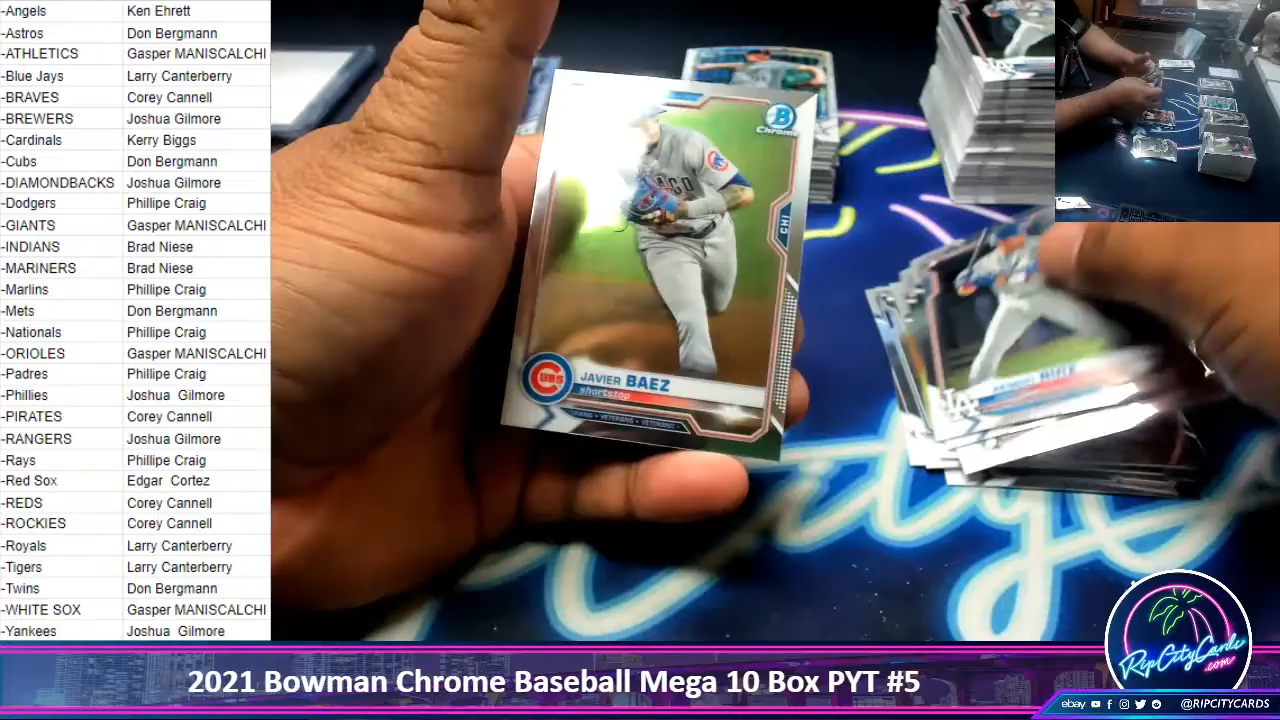 -Angels Ken Ehrett
-Astros Don Bergmann
-ATHLETICS Gasper MANISCALCHI
-Blue Jays Larry Canterberry
-BRAVES Corey Cannell
-BREWERS Joshua Gilmore
-Cardinals Kerry Biggs
-Cubs Don Bergmann
-DIAMONDBACKS Joshua Gilmore
-Dodgers Phillipe Craig
-GIANTS Gasper MANISCALCHI
-INDIANS Brad Niese
-MARINERS Brad Niese
-Marlins Phillipe Craig
-Mets Don Bergmann
-Nationals Phillipe Craig
-ORIOLES Gasper MANISCALCHI
-Padres Phillipe Craig
-Phillies Joshua Gilmore
-PIRATES Corey Cannell
-RANGERS Joshua Gilmore
-Rays Phillipe Craig
-Red Sox Edgar Cortez
-REDS Corey Cannell
-ROCKIES Corey Cannell
-Royals Larry Canterberry
-Tigers Larry Canterberry
-Twins Don Bergmann
-WHITE SOX Gasper MANISCALCHI
-Yankees Joshua Gilmore
B
Chrome
CHI
CUBS
JAVIER BAEZ
shortstop
VETERANS • VETERANS
LA
RipCityCards
.com
2021 Bowman Chrome Baseball Mega 10 Box PYT #5
ebay @RIPCITYCARDS